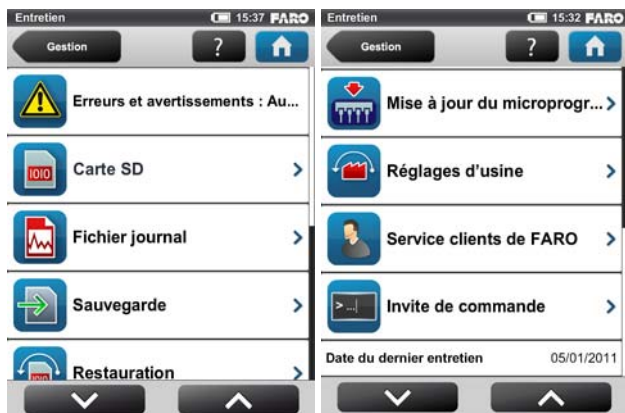 Entretien 15:37 FARO
Gestion ?
Erreurs et avertissements : Au...
Carte SD
Fichier journal
Sauvegarde
Restauration
Entretien 15:32 FARO
Gestion ?
Mise à jour du microprogr...
Réglages d'usine
Service clients de FARO
Invite de commande
Date du dernier entretien 05/01/2011